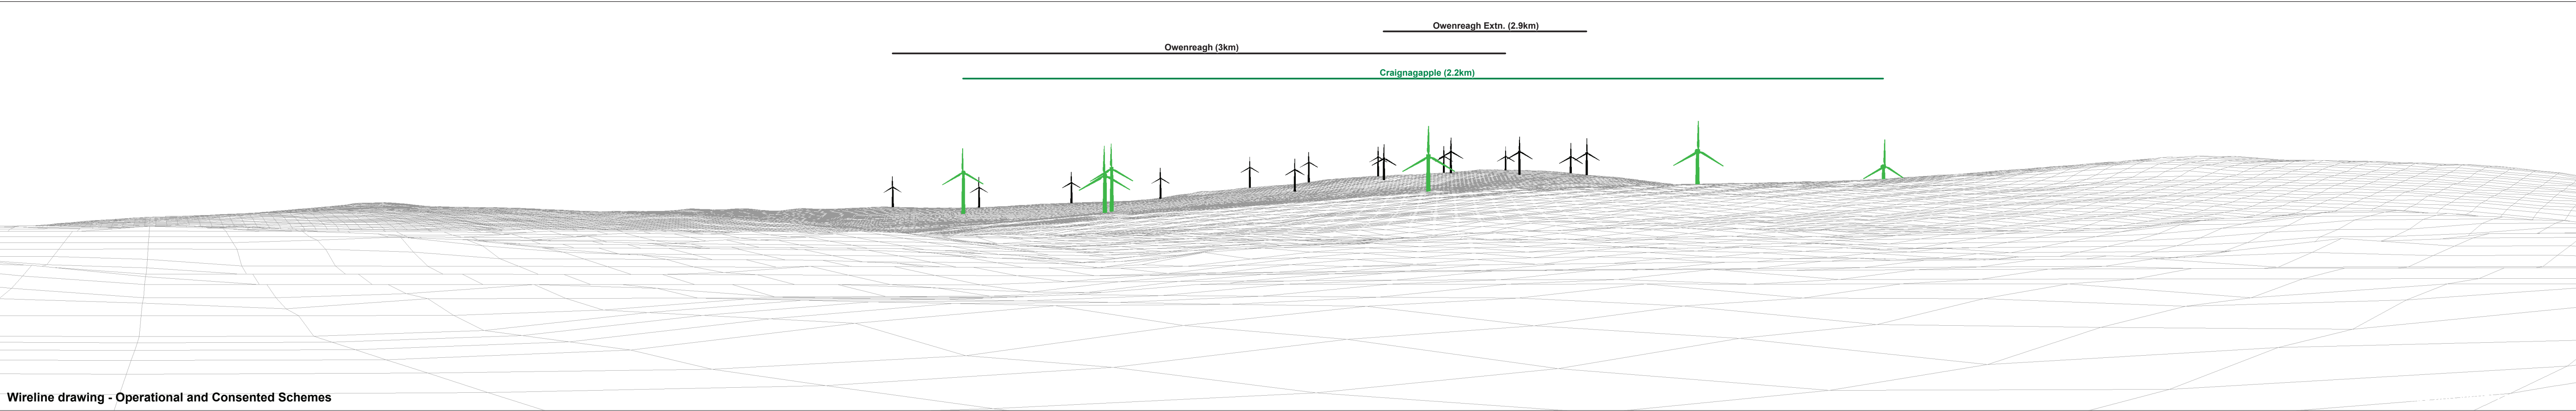 Owenreagh Extn. (2.9km)
Owenreagh (3km)
Craignagapple (2.2km)
Wireline drawing - Operational and Consented Schemes